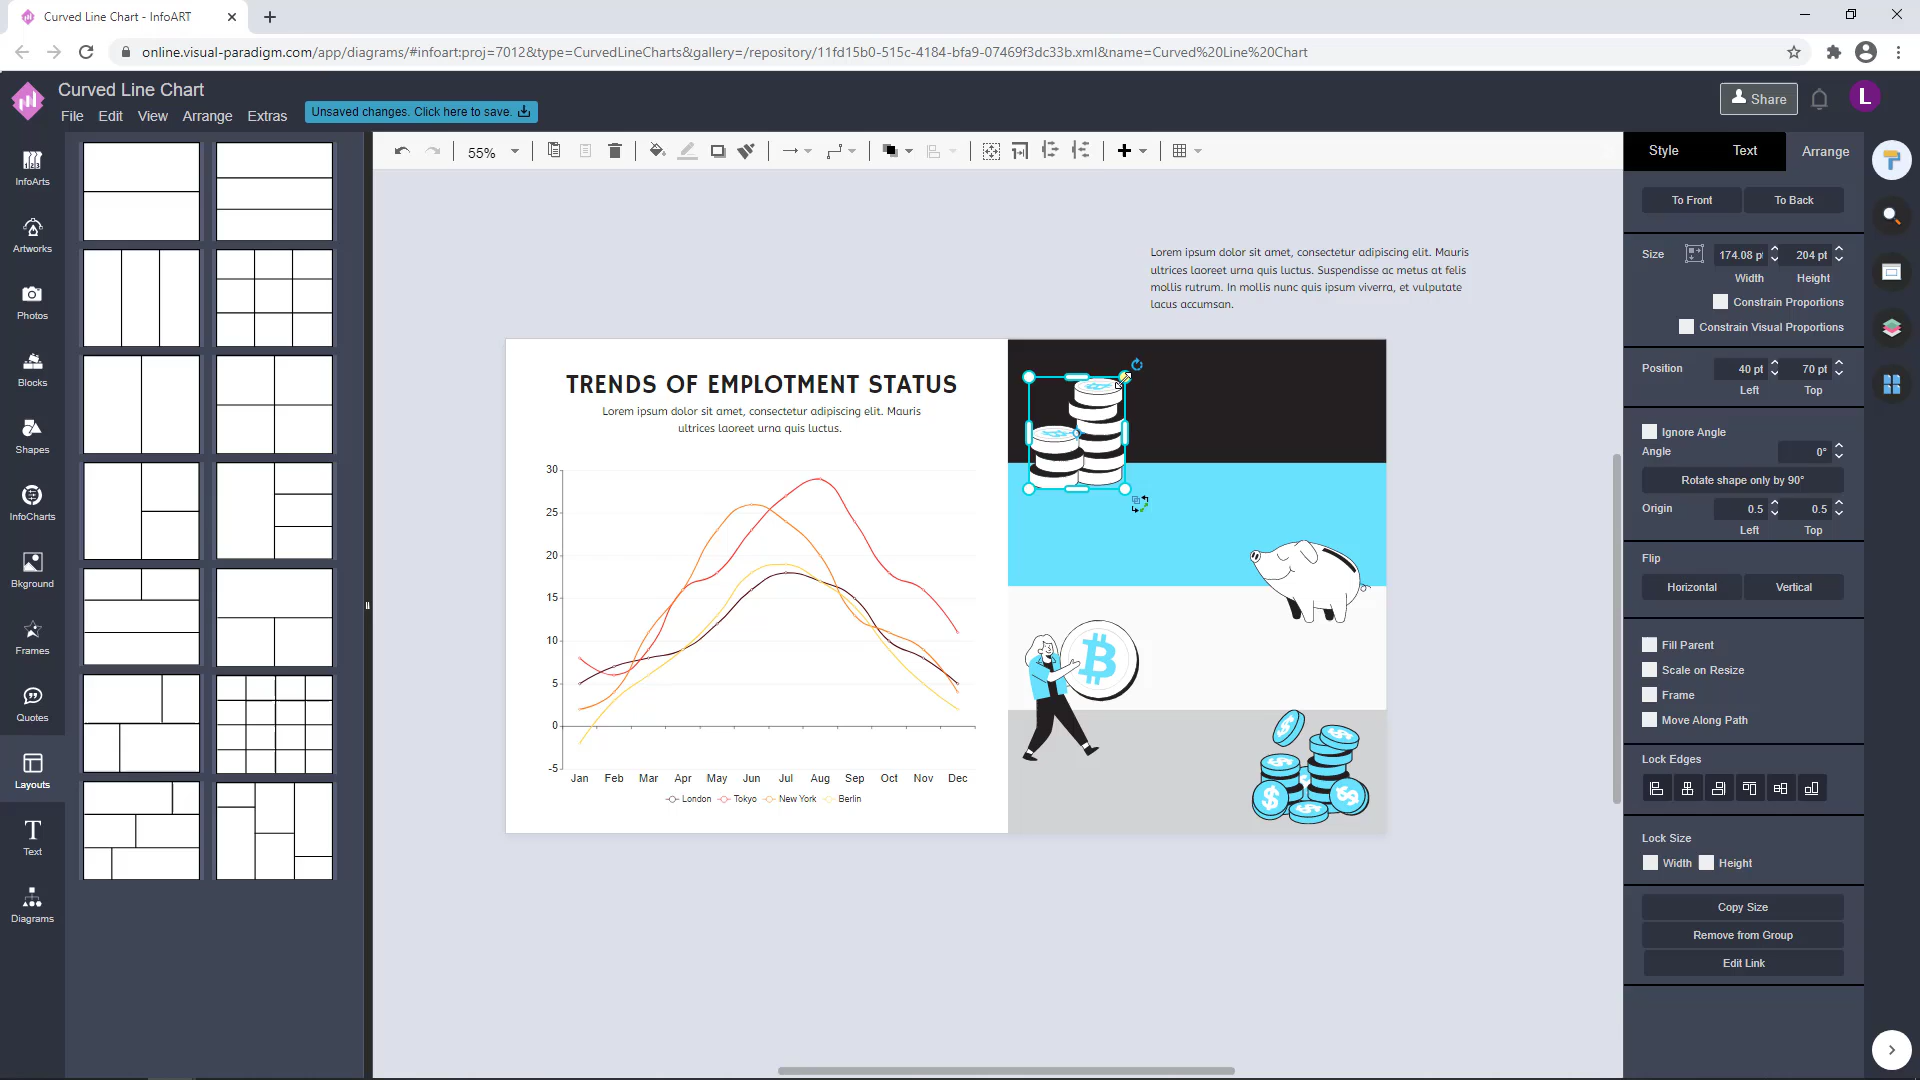 Curved Line Chart - InfoART
online.visual-paradigm.com/app/diagrams/#infoart:proj=7012&type=CurvedLineCharts&gallery=/repository/11fd15b0-515c-4184-bfa9-07469f3dc33b.xml&name=Curved%20Line%20Chart
Curved Line Chart
File Edit View Arrange Extras
Unsaved changes. Click here to save.
Share
L
InfoArts
Artworks
Photos
Blocks
Shapes
InfoCharts
Bkground
Frames
Quotes
Layouts
Text
Diagrams
55%
Lorem ipsum dolor sit amet, consectetur adipiscing elit. Mauris
ultrices laoreet urna quis luctus. Suspendisse ac metus at felis
mollis rutrum. In mollis nunc quis ipsum viverra, et vulputate
lacus accumsan.
TRENDS OF EMPLOTMENT STATUS
Lorem ipsum dolor sit amet, consectetur adipiscing elit. Mauris
ultrices laoreet urna quis luctus.
30
25
20
15
10
5
0
-5
Jan Feb Mar Apr May Jun Jul Aug Sep Oct Nov Dec
London Tokyo New York Berlin
Style Text Arrange
To Front To Back
Size 174.08 pt 204 pt
Width Height
Constrain Proportions
Constrain Visual Proportions
Position 40 pt 70 pt
Left Top
Ignore Angle
Angle 0°
Rotate shape only by 90°
Origin 0.5 0.5
Left Top
Flip
Horizontal Vertical
Fill Parent
Scale on Resize
Frame
Move Along Path
Lock Edges
Lock Size
Width Height
Copy Size
Remove from Group
Edit Link